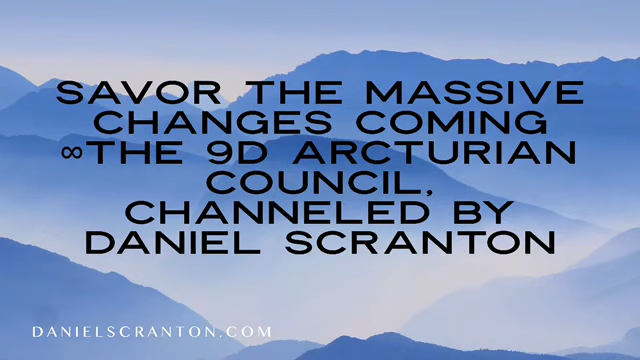 SAVOR THE MASSIVE
CHANGES COMING
∞THE 9D ARCTURIAN
COUNCIL,
CHANNELED BY
DANIEL SCRANTON
DANIELSCRANTON.COM